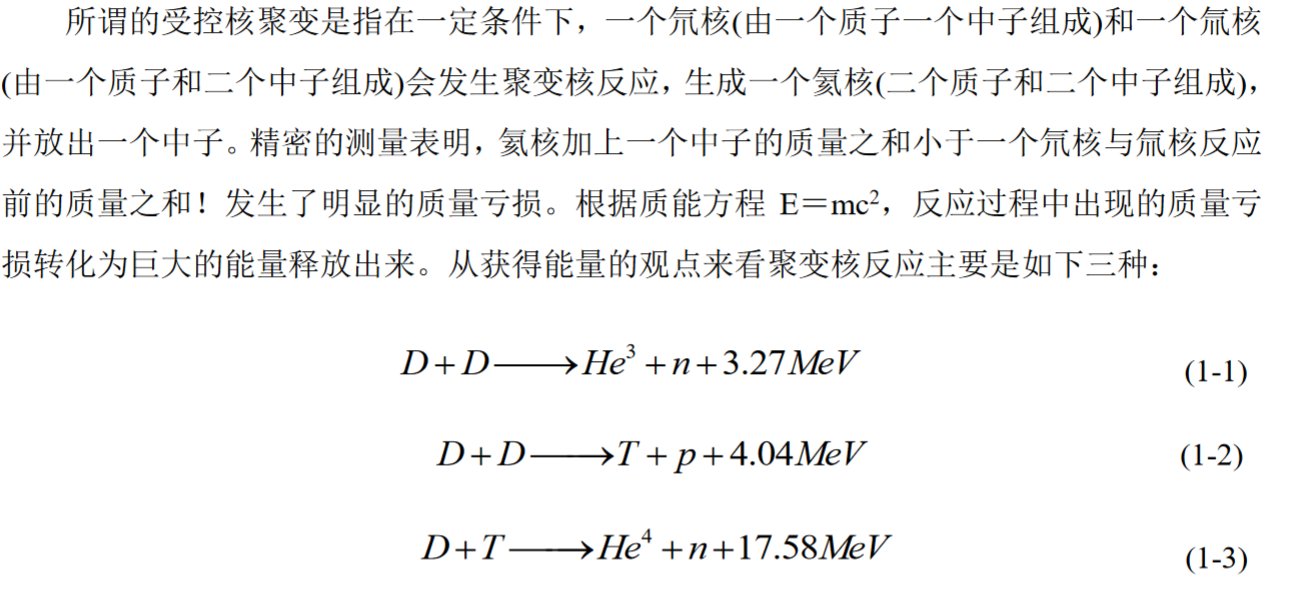 所谓的受控核聚变是指在一定条件下，一个氘核(由一个质子一个中子组成)和一个氚核
(由一个质子和二个中子组成)会发生聚变核反应，生成一个氦核(二个质子和二个中子组成)，
并放出一个中子。精密的测量表明，氦核加上一个中子的质量之和小于一个氘核与氚核反应
前的质量之和！发生了明显的质量亏损。根据质能方程 E＝mc²，反应过程中出现的质量亏
损转化为巨大的能量释放出来。从获得能量的观点来看聚变核反应主要是如下三种：
D+D⟶He³+n+3.27MeV (1-1)
D+D⟶T+p+4.04MeV (1-2)
D+T⟶He⁴+n+17.58MeV (1-3)